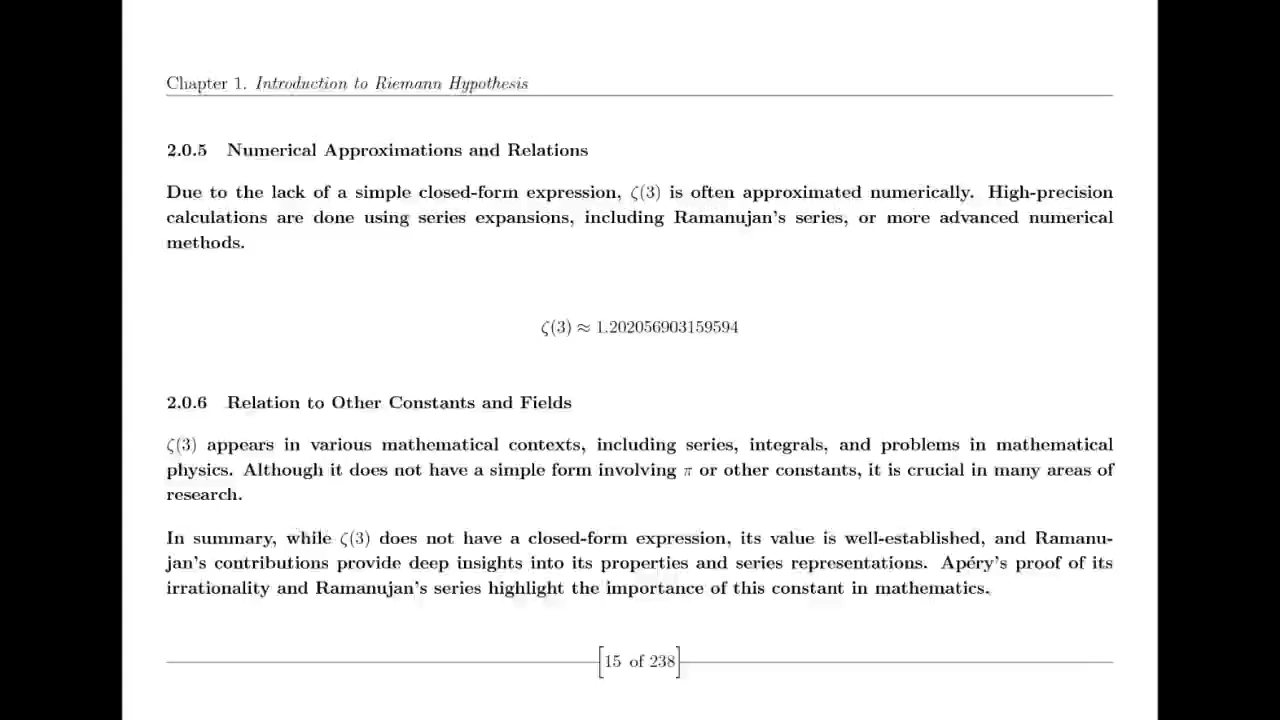 Chapter 1. Introduction to Riemann Hypothesis
2.0.5 Numerical Approximations and Relations
Due to the lack of a simple closed-form expression, ζ(3) is often approximated numerically. High-precision
calculations are done using series expansions, including Ramanujan's series, or more advanced numerical
methods.
ζ(3) ≈ 1.202056903159594
2.0.6 Relation to Other Constants and Fields
ζ(3) appears in various mathematical contexts, including series, integrals, and problems in mathematical
physics. Although it does not have a simple form involving π or other constants, it is crucial in many areas of
research.
In summary, while ζ(3) does not have a closed-form expression, its value is well-established, and Ramanu-
jan's contributions provide deep insights into its properties and series representations. Apéry's proof of its
irrationality and Ramanujan's series highlight the importance of this constant in mathematics.
[15 of 238]